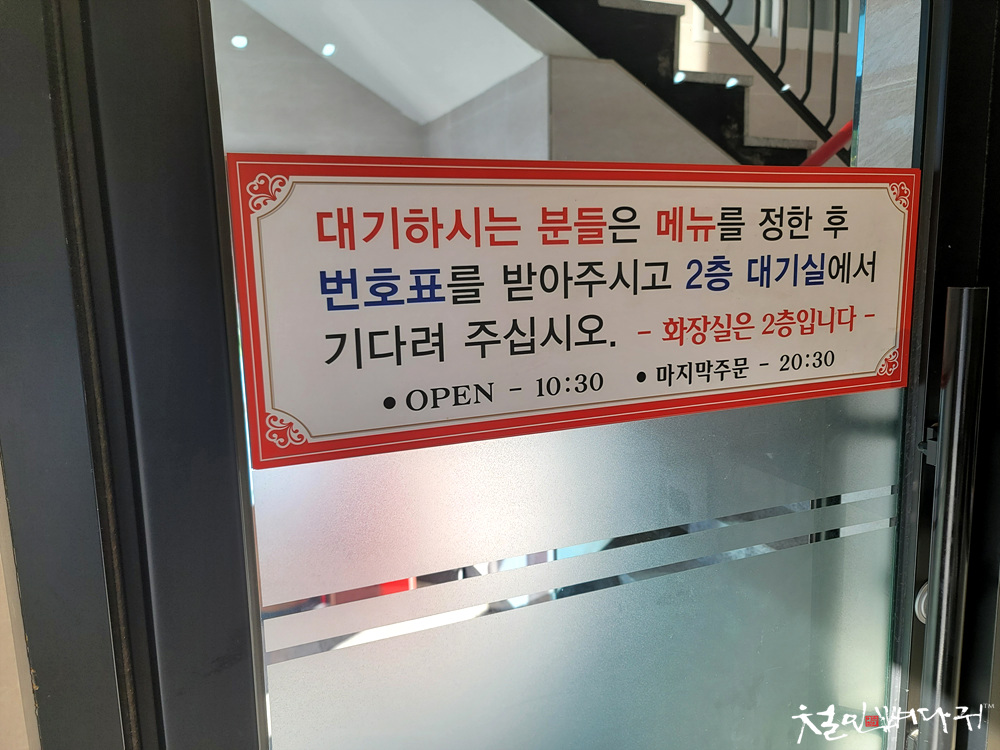 대기하시는 분들은 메뉴를 정한 후
번호표를 받아주시고 2층 대기실에서
기다려 주십시오. - 화장실은 2층입니다 -
● OPEN - 10:30 ● 마지막주문 - 20:30